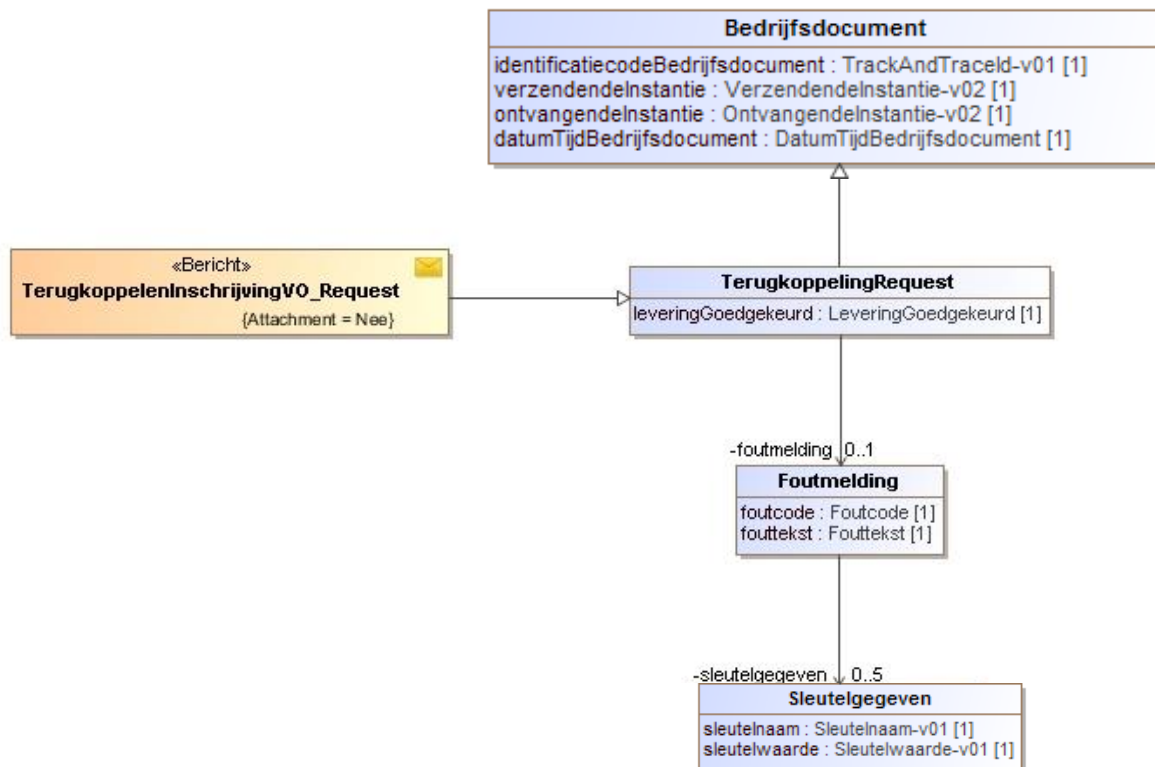 Bedrijfsdocument
identificatiecodeBedrijfsdocument : TrackAndTraceId-v01 [1]
verzendendeInstantie : VerzendendeInstantie-v02 [1]
ontvangendeInstantie : OntvangendeInstantie-v02 [1]
datumTijdBedrijfsdocument : DatumTijdBedrijfsdocument [1]
«Bericht»
TerugkoppelenInschrijvingVO_Request
{Attachment = Nee}
TerugkoppelingRequest
leveringGoedgekeurd : LeveringGoedgekeurd [1]
-foutmelding 0..1
Foutmelding
foutcode : Foutcode [1]
fouttekst : Fouttekst [1]
-sleutelgegeven 0..5
Sleutelgegeven
sleutelnaam : Sleutelnaam-v01 [1]
sleutelwaarde : Sleutelwaarde-v01 [1]